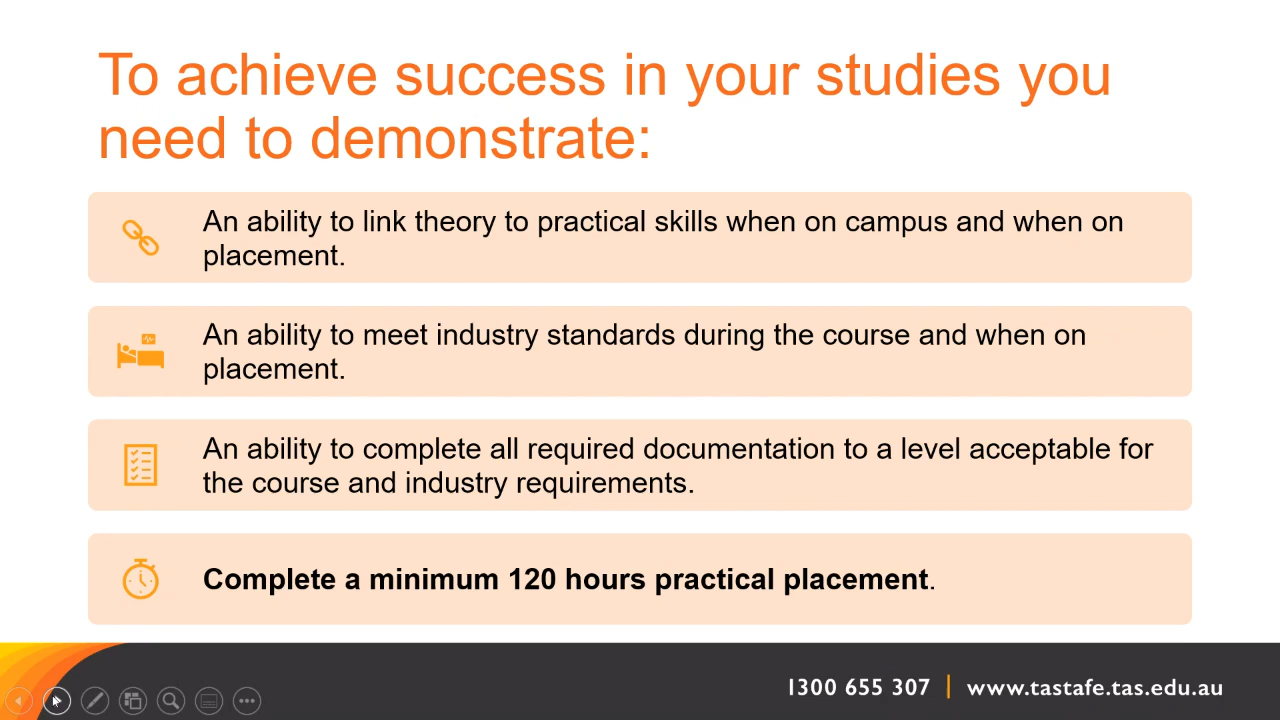 To achieve success in your studies you
need to demonstrate:
An ability to link theory to practical skills when on campus and when on
placement.
An ability to meet industry standards during the course and when on
placement.
An ability to complete all required documentation to a level acceptable for
the course and industry requirements.
Complete a minimum 120 hours practical placement.
1300 655 307 | www.tastafe.tas.edu.au